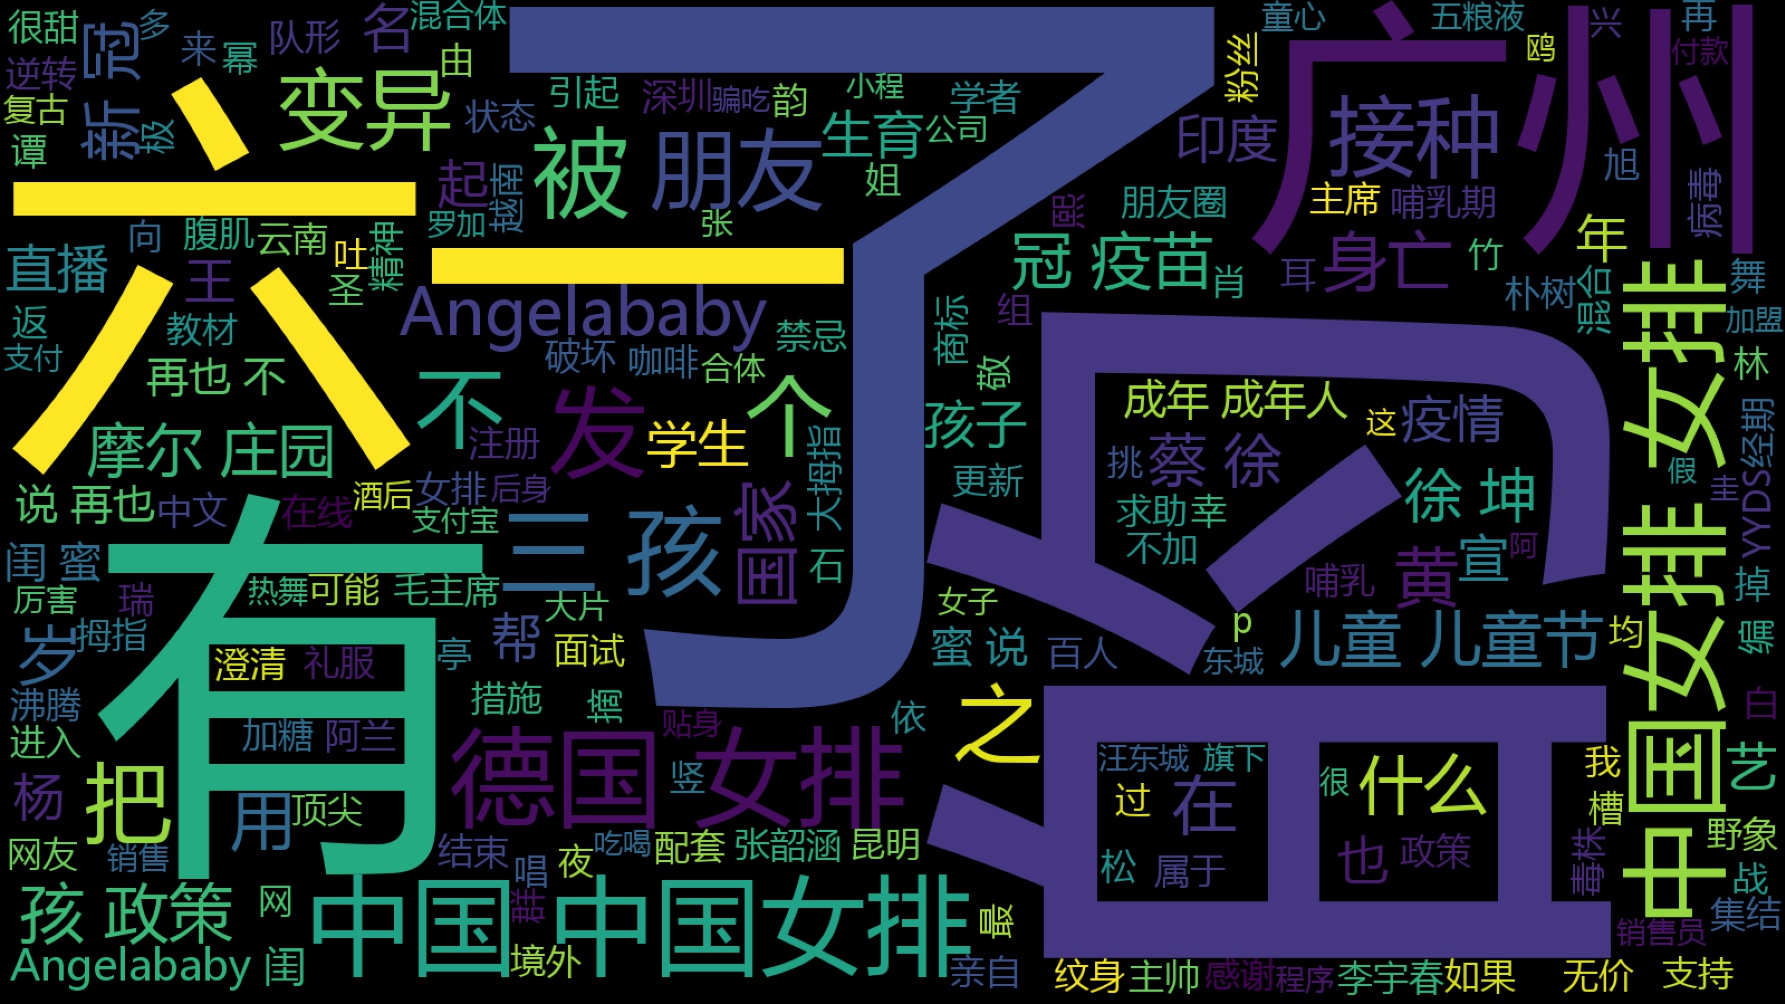 很甜
多
来
幂
队形
名
混合体
由
了
童心
五粮液
鸥
兴
再
付款
逆转
新 冠
复古
谭
极
六一
变异
状态
引起
深圳
骗吃
韵
小程
学者
粉丝
广州
被
朋友
生育
公司
印度
接种
旭
病毒
起
越南
罗加
张
姐
熙
朋友圈
主席
哺乳期
直播
向
腹肌
云南
吐
精神
圣
王
教材
返
支付
冠 疫苗
肖
耳
身亡
竹
年
混合
朴树
舞
加盟
林
Angelababy
禁忌
商标
组
破坏
咖啡
合体
再也 不
不
发
个
敬
孩子
更新
注册
学生
大拇指
摩尔 庄园
说 再也
中文
在线
酒后
女排
后身
支付宝
国家
石
三 孩
恩
成年 成年人
这
疫情
挑
蔡 徐
徐 坤
求助
幸
不加
黄
宣
阿
哺乳
儿童 儿童节
p
均
百人
东城
中国女排 女排
假
圭
经期
YYDS
掉
嫣
白
艺
闺 蜜
厉害
瑞
岁
拇指
有
热舞
可能
毛主席
大片
女子
蜜 说
澄清
礼服
亭
帮
面试
沸腾
进入
措施
摘
贴身
依
之
加糖
阿兰
杨
把
用
顶尖
德国 女排
竖
网友
销售
结束
唱
吃喝
夜
配套
张韶涵
昆明
孩 政策
网
中国 中国女排
群
境外
最
Angelababy
闺
亲自
汪东城
旗下
过
在
很
什么
松
属于
也
政策
我
槽
毒株
野象
战
集结
销售员
纹身
主帅
感谢
程序
李宇春
如果
无价
支持